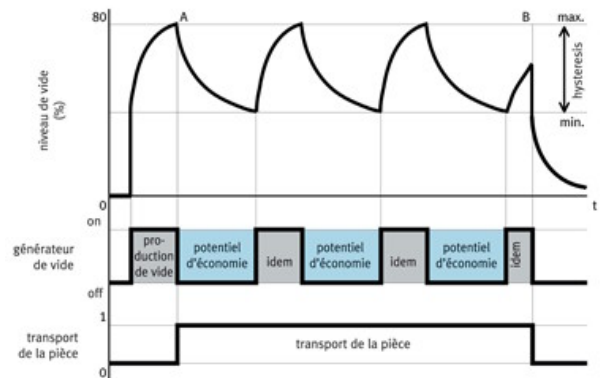 80
A
B
max.
niveau de vide
(%)
hysteresis
min.
0
t
on
générateur
de vide
pro-
duction
de vide
potentiel
d'économie
idem
potentiel
d'économie
idem
potentiel
d'économie
idem
off
1
transport
de la pièce
transport de la pièce
0